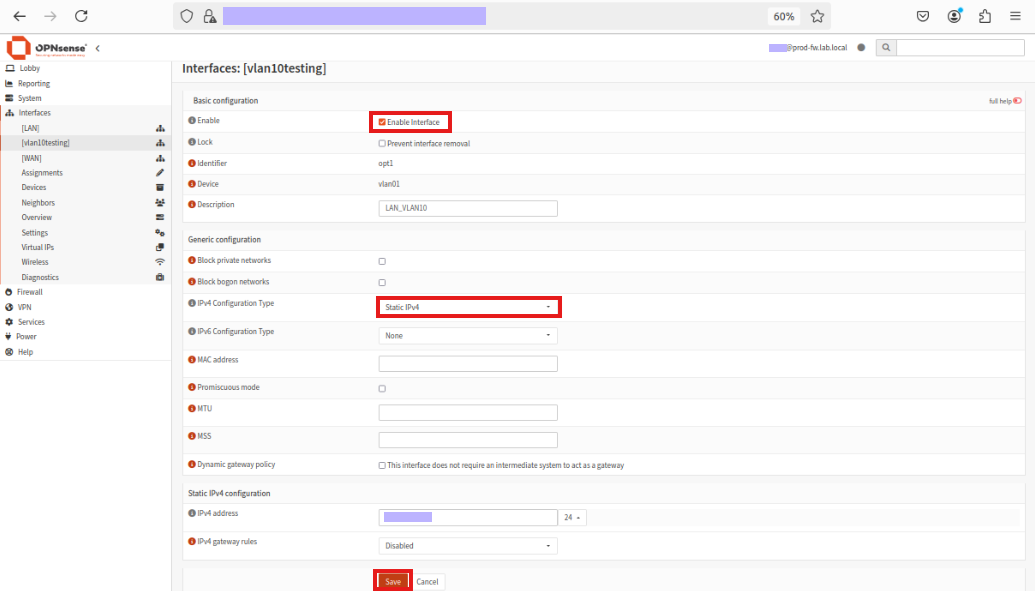 60%
OPNsense
@prod-fw.lab.local
Lobby
Reporting
System
Interfaces
[LAN]
[vlan10testing]
[WAN]
Assignments
Devices
Neighbors
Overview
Settings
Virtual IPs
Wireless
Diagnostics
Firewall
VPN
Services
Power
Help
Interfaces: [vlan10testing]
Basic configuration full help
Enable Enable Interface
Lock Prevent interface removal
Identifier opt1
Device vlan01
Description LAN_VLAN10
Generic configuration
Block private networks
Block bogon networks
IPv4 Configuration Type Static IPv4
IPv6 Configuration Type None
MAC address
Promiscuous mode
MTU
MSS
Dynamic gateway policy This interface does not require an intermediate system to act as a gateway
Static IPv4 configuration
IPv4 address 24
IPv4 gateway rules Disabled
Save Cancel